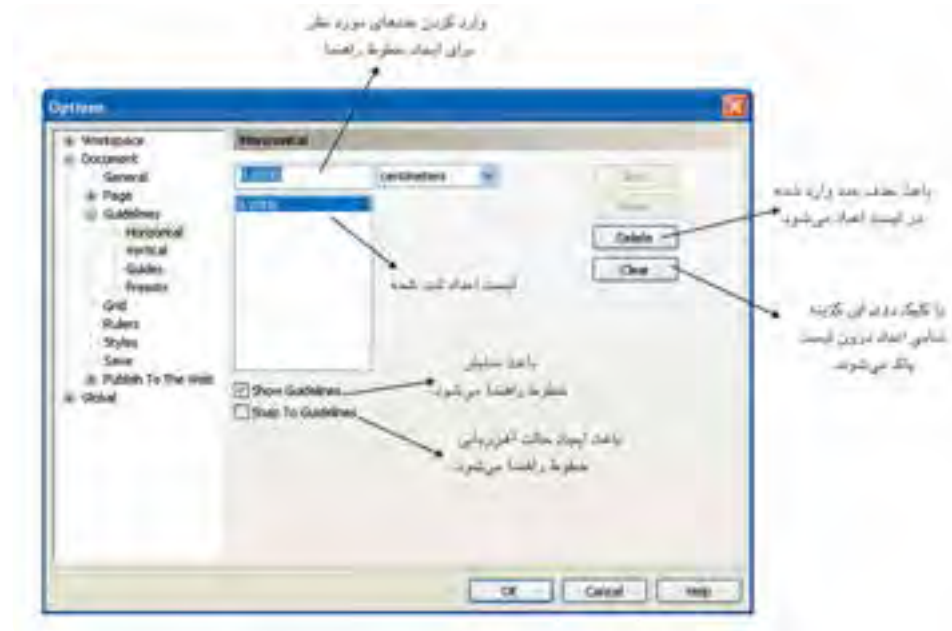 وارد کردن عددهای مورد نظر
برای ایجاد خطوط راهنما
Options
Workspace
Horizontal
Document
General
centimeters
Page
Guidelines
Horizontal
Delete
باعث حذف عدد وارد شده
در لیست اعداد می‌شود
Vertical
Guides
Clear
لیست اعداد ثبت شده
Presets
Grid
با کلیک روی این گزینه
Rulers
تمامی اعداد درون لیست
Styles
پاک می‌شوند.
Save
Publish To The Web
باعث نمایش
Global
Show Guidelines
خطوط راهنما می‌شود.
Snap To Guidelines
باعث ایجاد حالت آهن‌ربایی
خطوط راهنما می‌شود.
OK Cancel Help